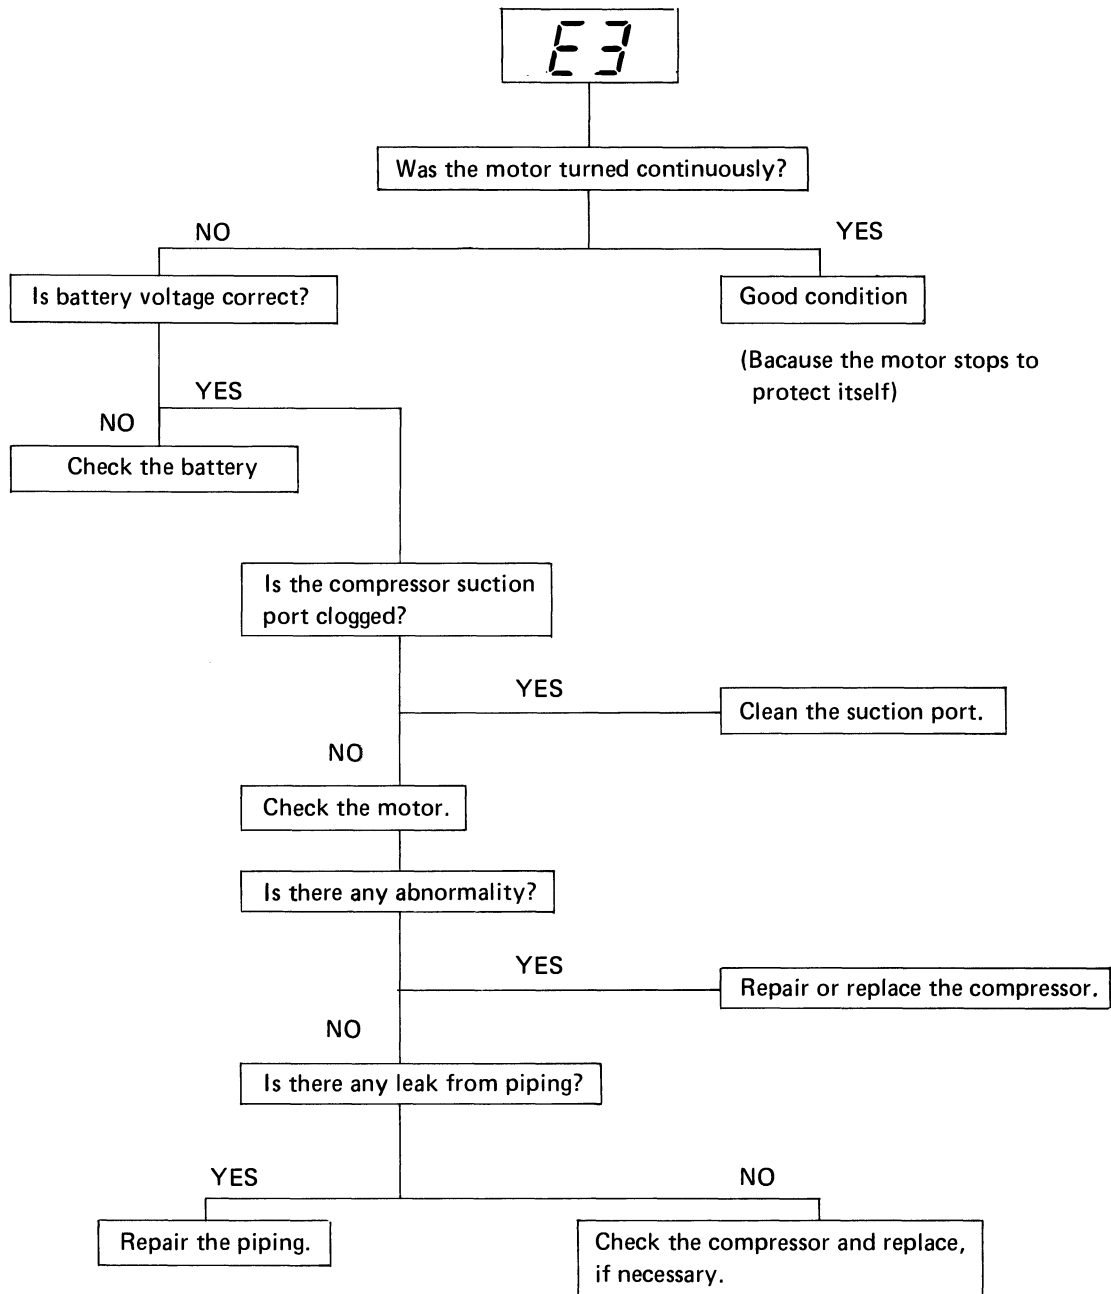 E3
Was the motor turned continuously?
NO
YES
Is battery voltage correct?
Good condition
(Bacause the motor stops to
protect itself)
YES
NO
Check the battery
Is the compressor suction
port clogged?
YES
Clean the suction port.
NO
Check the motor.
Is there any abnormality?
YES
Repair or replace the compressor.
NO
Is there any leak from piping?
YES
NO
Repair the piping.
Check the compressor and replace,
if necessary.